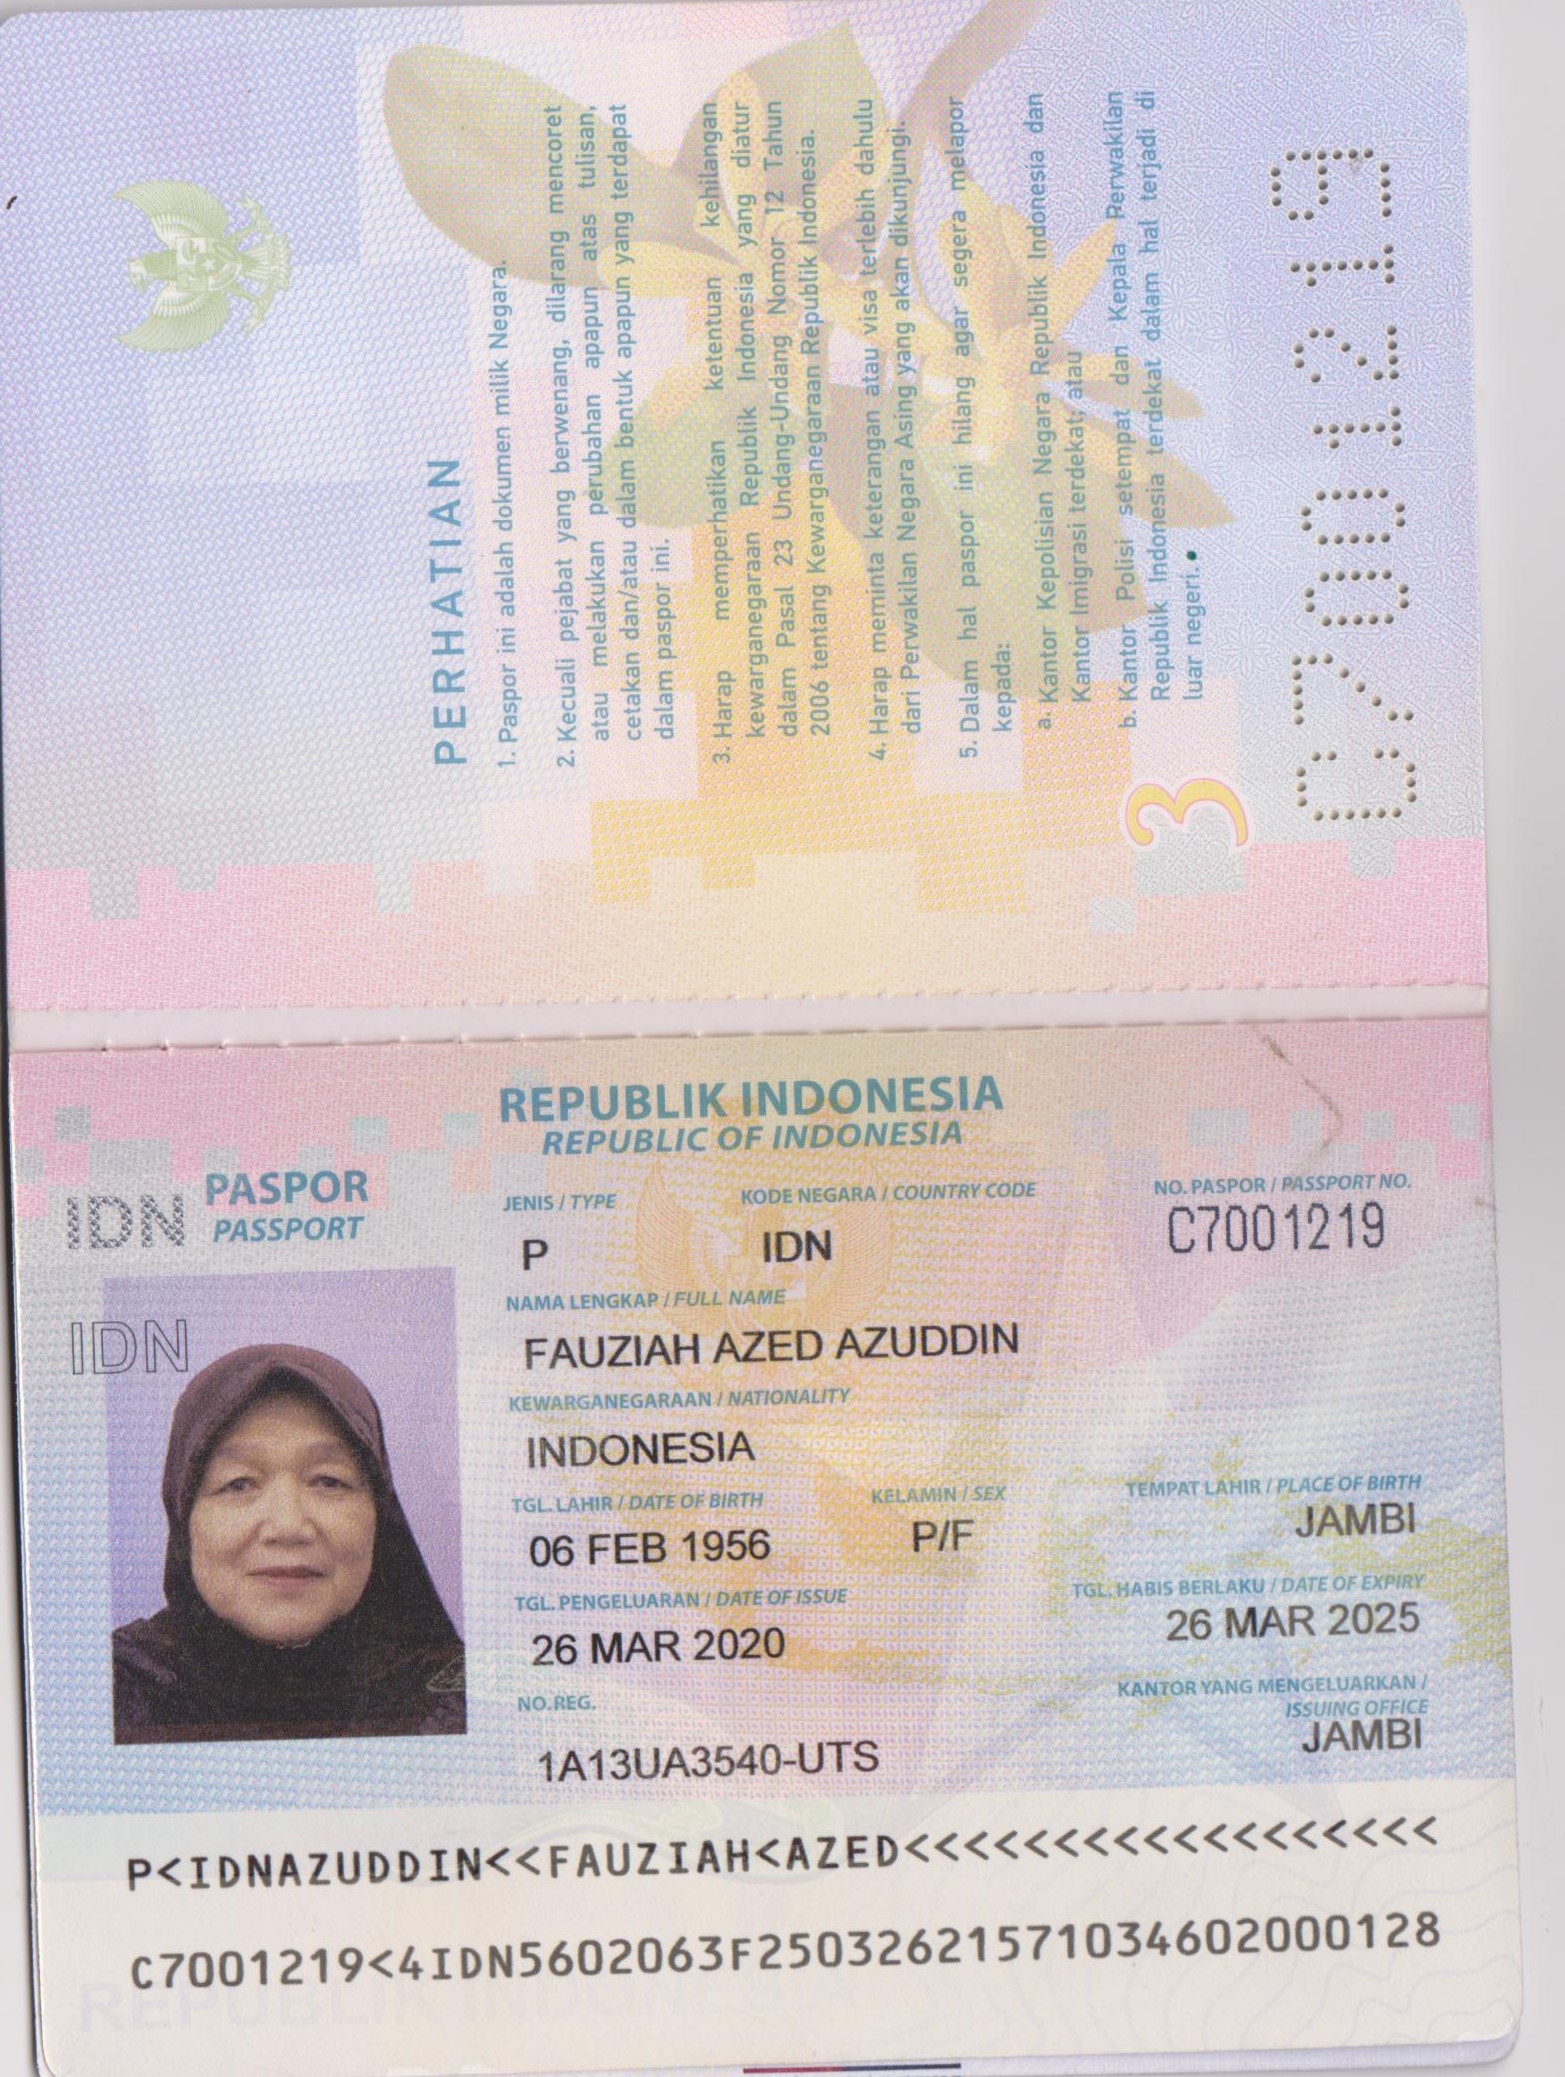 PERHATIAN
1. Paspor ini adalah dokumen milik Negara.
2. Kecuali pejabat yang berwenang, dilarang mencoret
atau melakukan perubahan apapun atas tulisan,
cetakan dan/atau dalam bentuk apapun yang terdapat
dalam paspor ini.
3. Harap memperhatikan ketentuan kehilangan
kewarganegaraan Republik Indonesia yang diatur
dalam Pasal 23 Undang-Undang Nomor 12 Tahun
2006 tentang Kewarganegaraan Republik Indonesia.
4. Harap meminta keterangan atau visa terlebih dahulu
dari Perwakilan Negara Asing yang akan dikunjungi.
5. Dalam hal paspor ini hilang agar segera melapor
kepada:
a. Kantor Kepolisian Negara Republik Indonesia dan
Kantor Imigrasi terdekat; atau
b. Kantor Polisi setempat dan Kepala Perwakilan
Republik Indonesia terdekat dalam hal terjadi di
luar negeri.
3
C7001219
REPUBLIK INDONESIA
REPUBLIC OF INDONESIA
IDN PASPOR
PASSPORT
JENIS / TYPE KODE NEGARA / COUNTRY CODE NO. PASPOR / PASSPORT NO.
P IDN C7001219
NAMA LENGKAP / FULL NAME
IDN
FAUZIAH AZED AZUDDIN
KEWARGANEGARAAN / NATIONALITY
INDONESIA
TGL. LAHIR / DATE OF BIRTH KELAMIN / SEX TEMPAT LAHIR / PLACE OF BIRTH
06 FEB 1956 P/F JAMBI
TGL. PENGELUARAN / DATE OF ISSUE TGL. HABIS BERLAKU / DATE OF EXPIRY
26 MAR 2020 26 MAR 2025
NO. REG. KANTOR YANG MENGELUARKAN /
ISSUING OFFICE
1A13UA3540-UTS JAMBI
P<IDNAZUDDIN<<FAUZIAH<AZED<<<<<<<<<<<<<<<<<<
C7001219<4IDN5602063F2503262157103460200012​8
REPUBLIK INDONESIA